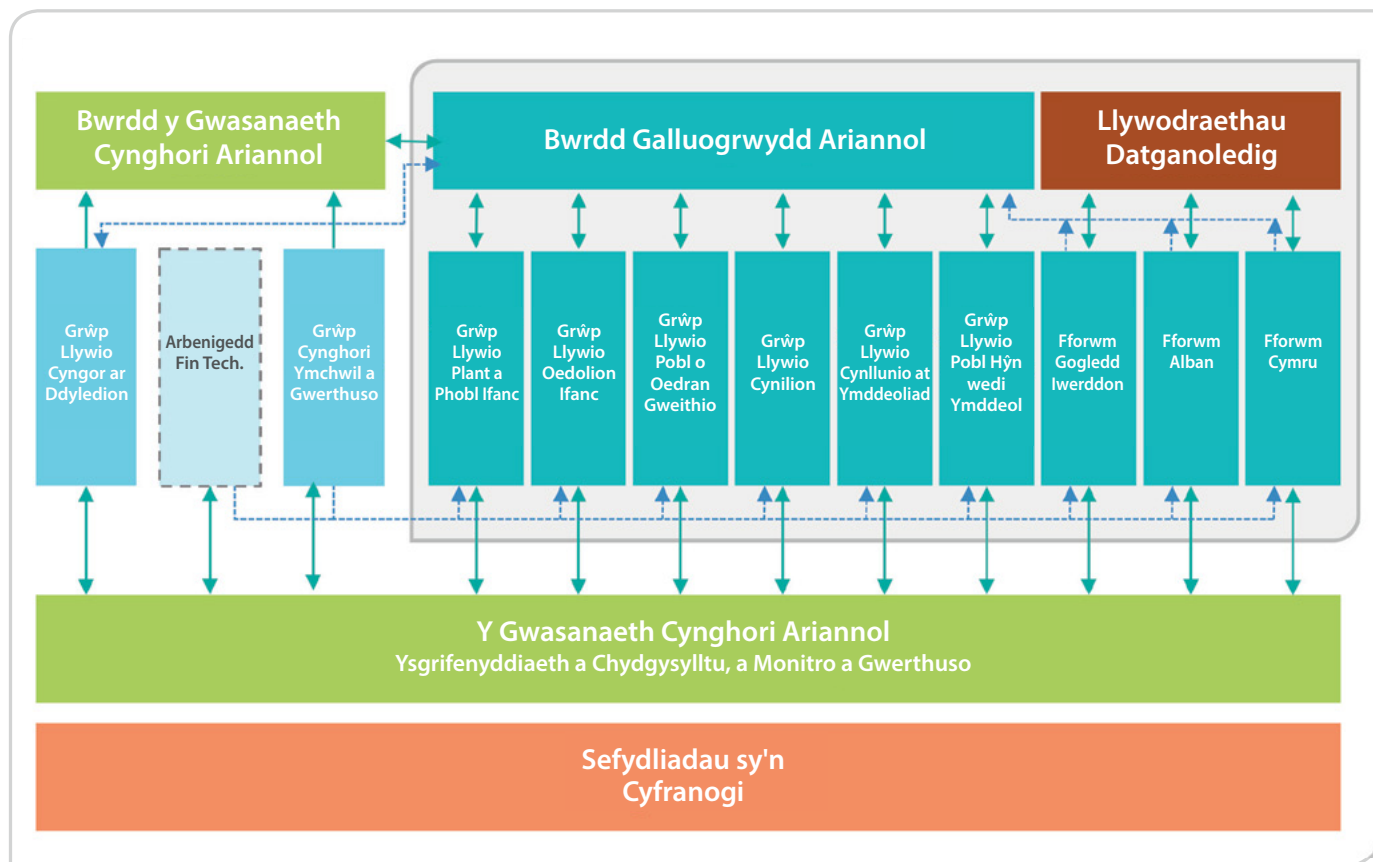 Bwrdd y Gwasanaeth
Cynghori Ariannol
Bwrdd Galluogrwydd Ariannol
Llywodraethau
Datganoledig
Grŵp
Llywio
Cyngor ar
Ddyledion
Arbenigedd
Fin Tech.
Grŵp
Cynghori
Ymchwil a
Gwerthuso
Grŵp
Llywio
Plant a
Phobl Ifanc
Grŵp
Llywio
Oedolion
Ifanc
Grŵp
Llywio
Pobl o
Oedran
Gweithio
Grŵp
Llywio
Cynilion
Grŵp
Llywio
Cynllunio at
Ymddeoliad
Grŵp
Llywio
Pobl Hŷn
wedi
Ymddeol
Fforwm
Gogledd
Iwerddon
Fforwm
Alban
Fforwm
Cymru
Y Gwasanaeth Cynghori Ariannol
Ysgrifenyddiaeth a Chydgysylltu, a Monitro a Gwerthuso
Sefydliadau sy'n
Cyfranogi